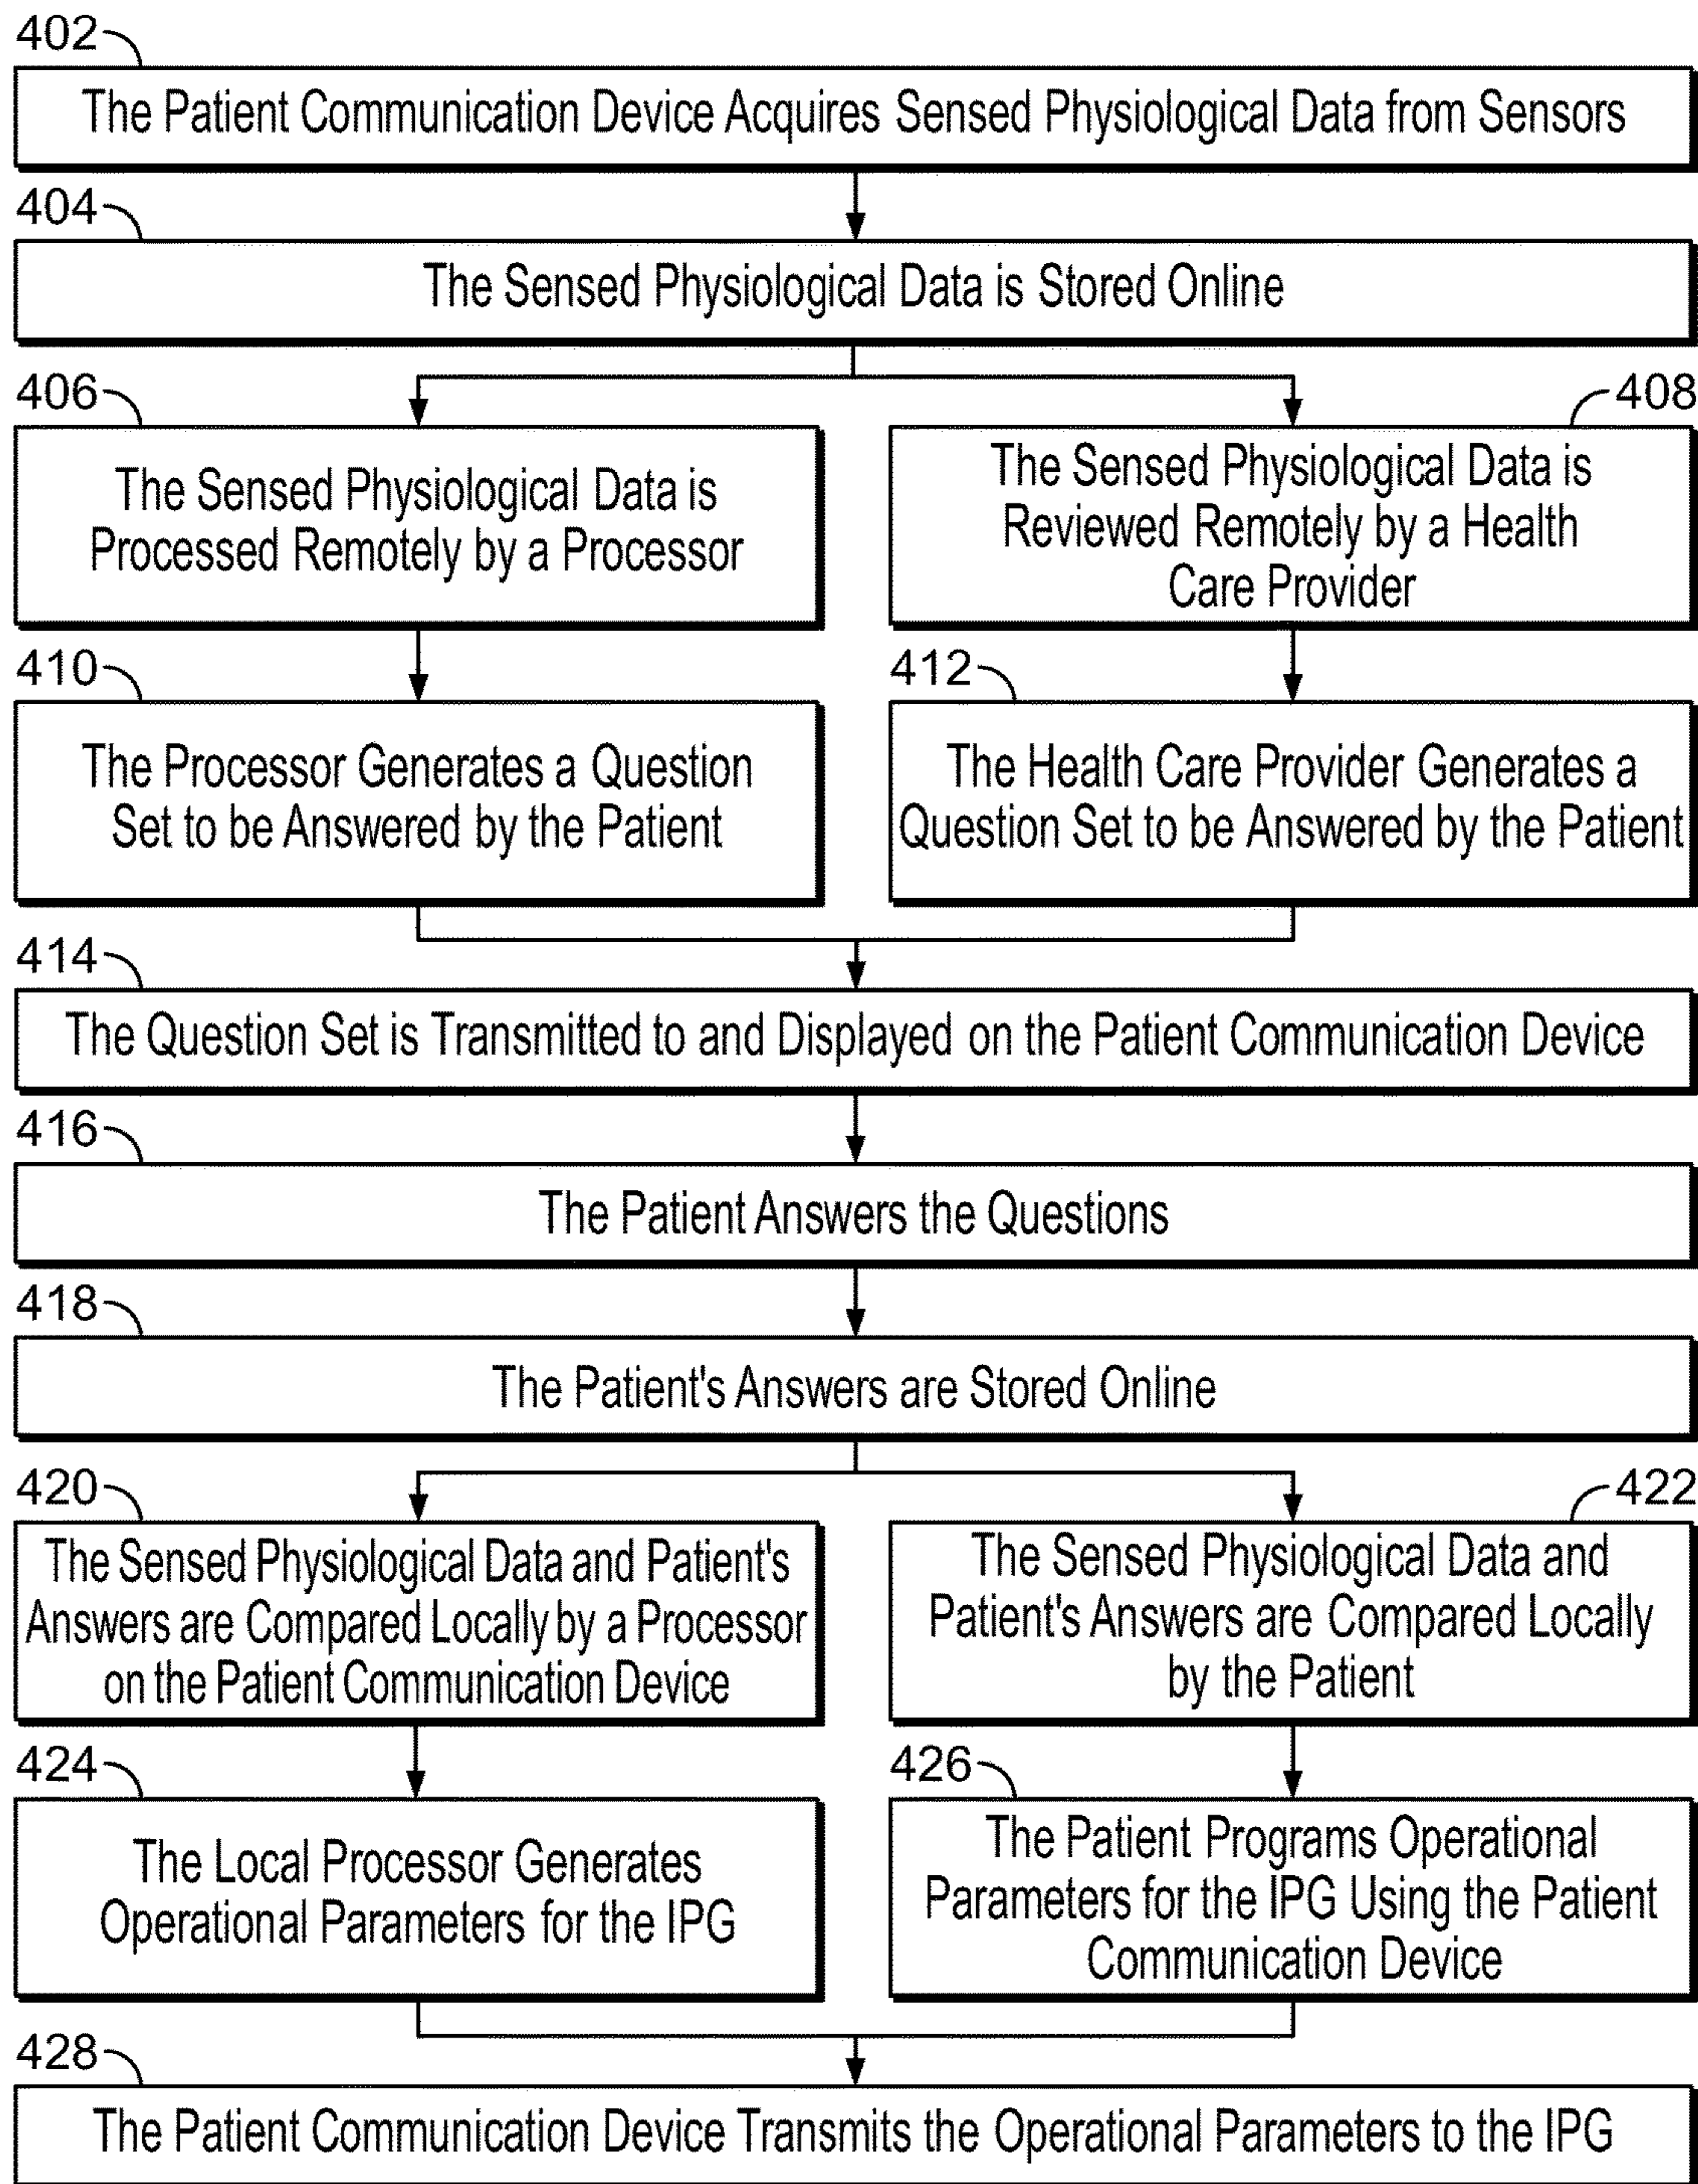 402
The Patient Communication Device Acquires Sensed Physiological Data from Sensors
404
The Sensed Physiological Data is Stored Online
406
The Sensed Physiological Data is
Processed Remotely by a Processor
408
The Sensed Physiological Data is
Reviewed Remotely by a Health
Care Provider
410
The Processor Generates a Question
Set to be Answered by the Patient
412
The Health Care Provider Generates a
Question Set to be Answered by the Patient
414
The Question Set is Transmitted to and Displayed on the Patient Communication Device
416
The Patient Answers the Questions
418
The Patient's Answers are Stored Online
420
The Sensed Physiological Data and Patient's
Answers are Compared Locally by a Processor
on the Patient Communication Device
422
The Sensed Physiological Data and
Patient's Answers are Compared Locally
by the Patient
424
The Local Processor Generates
Operational Parameters for the IPG
426
The Patient Programs Operational
Parameters for the IPG Using the Patient
Communication Device
428
The Patient Communication Device Transmits the Operational Parameters to the IPG